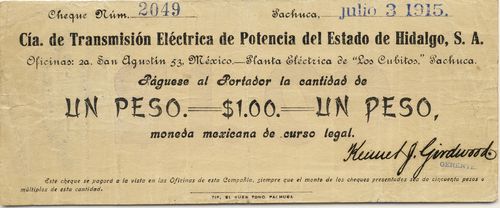 Cheque Núm. 2049 Pachuca, julio 3 1915.
Cía. de Transmisión Eléctrica de Potencia del Estado de Hidalgo, S. A.
Oficinas: 2a. San Agustín 53, México.—Planta Eléctrica de "Los Cubitos," Pachuca.
Páguese al Portador la cantidad de
UN PESO.—$1.00—UN PESO,
moneda mexicana de curso legal.
Kennet J. Girdwood
GERENTE.
Este cheque se pagará a la vista en las Oficinas de esta Compañía, siempre que el monto de los cheques presentados sea de cincuenta pesos o
múltiplos de esta cantidad.
TIP. EL BUEN TONO PACHUCA